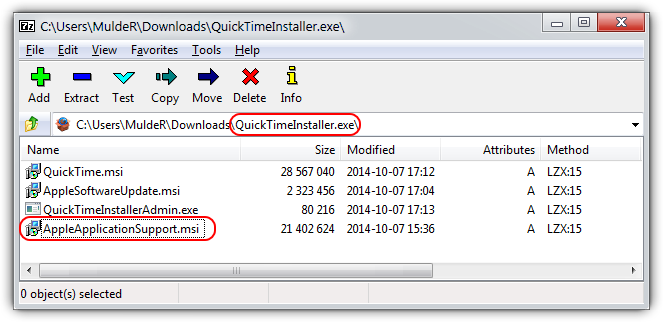 7z C:\Users\MuldeR\Downloads\QuickTimeInstaller.exe\
File Edit View Favorites Tools Help
Add Extract Test Copy Move Delete Info
C:\Users\MuldeR\Downloads\QuickTimeInstaller.exe\
Name Size Modified Attributes Method
QuickTime.msi 28 567 040 2014-10-07 17:12 A LZX:15
AppleSoftwareUpdate.msi 2 323 456 2014-10-07 17:04 A LZX:15
QuickTimeInstallerAdmin.exe 80 216 2014-10-07 17:13 A LZX:15
AppleApplicationSupport.msi 21 402 624 2014-10-07 15:36 A LZX:15
0 object(s) selected